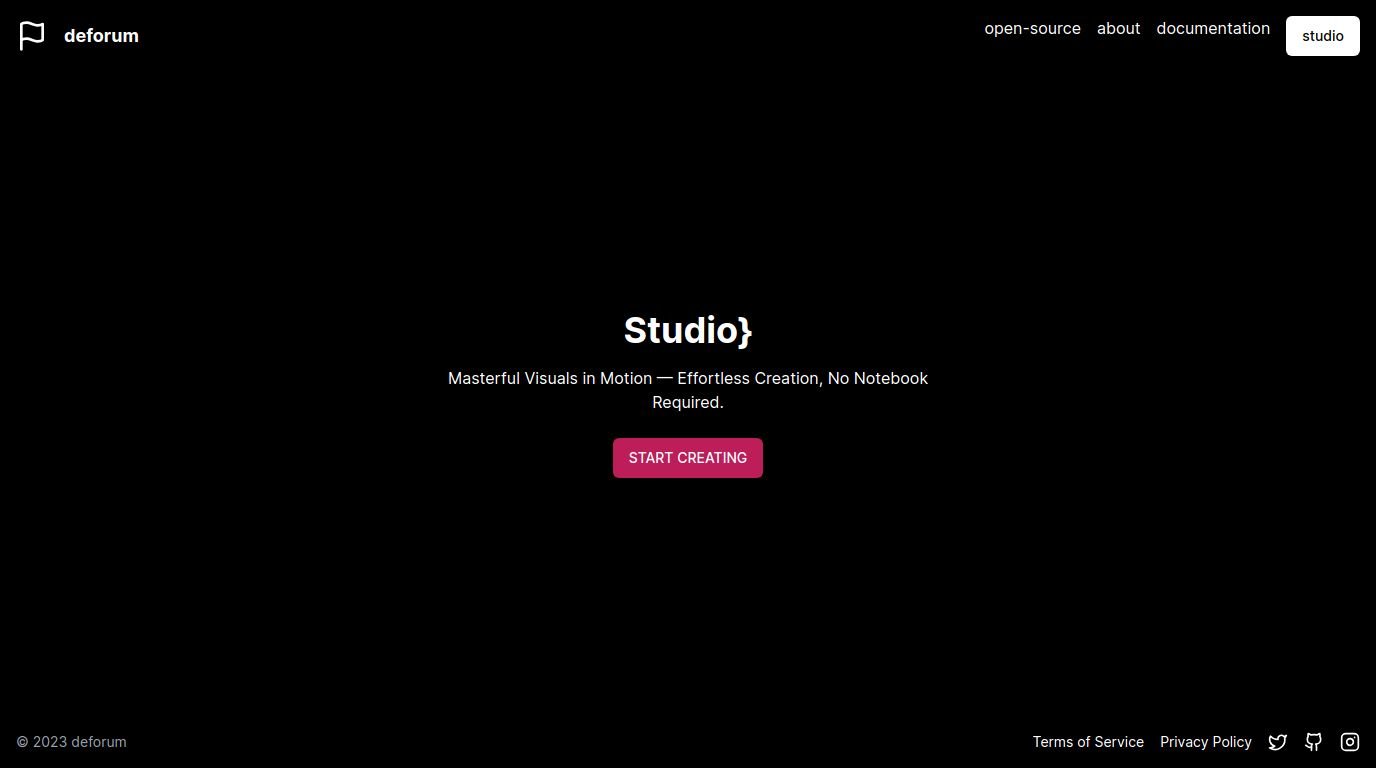 deforum
open-source about documentation studio
Studio}
Masterful Visuals in Motion — Effortless Creation, No Notebook
Required.
START CREATING
© 2023 deforum
Terms of Service Privacy Policy